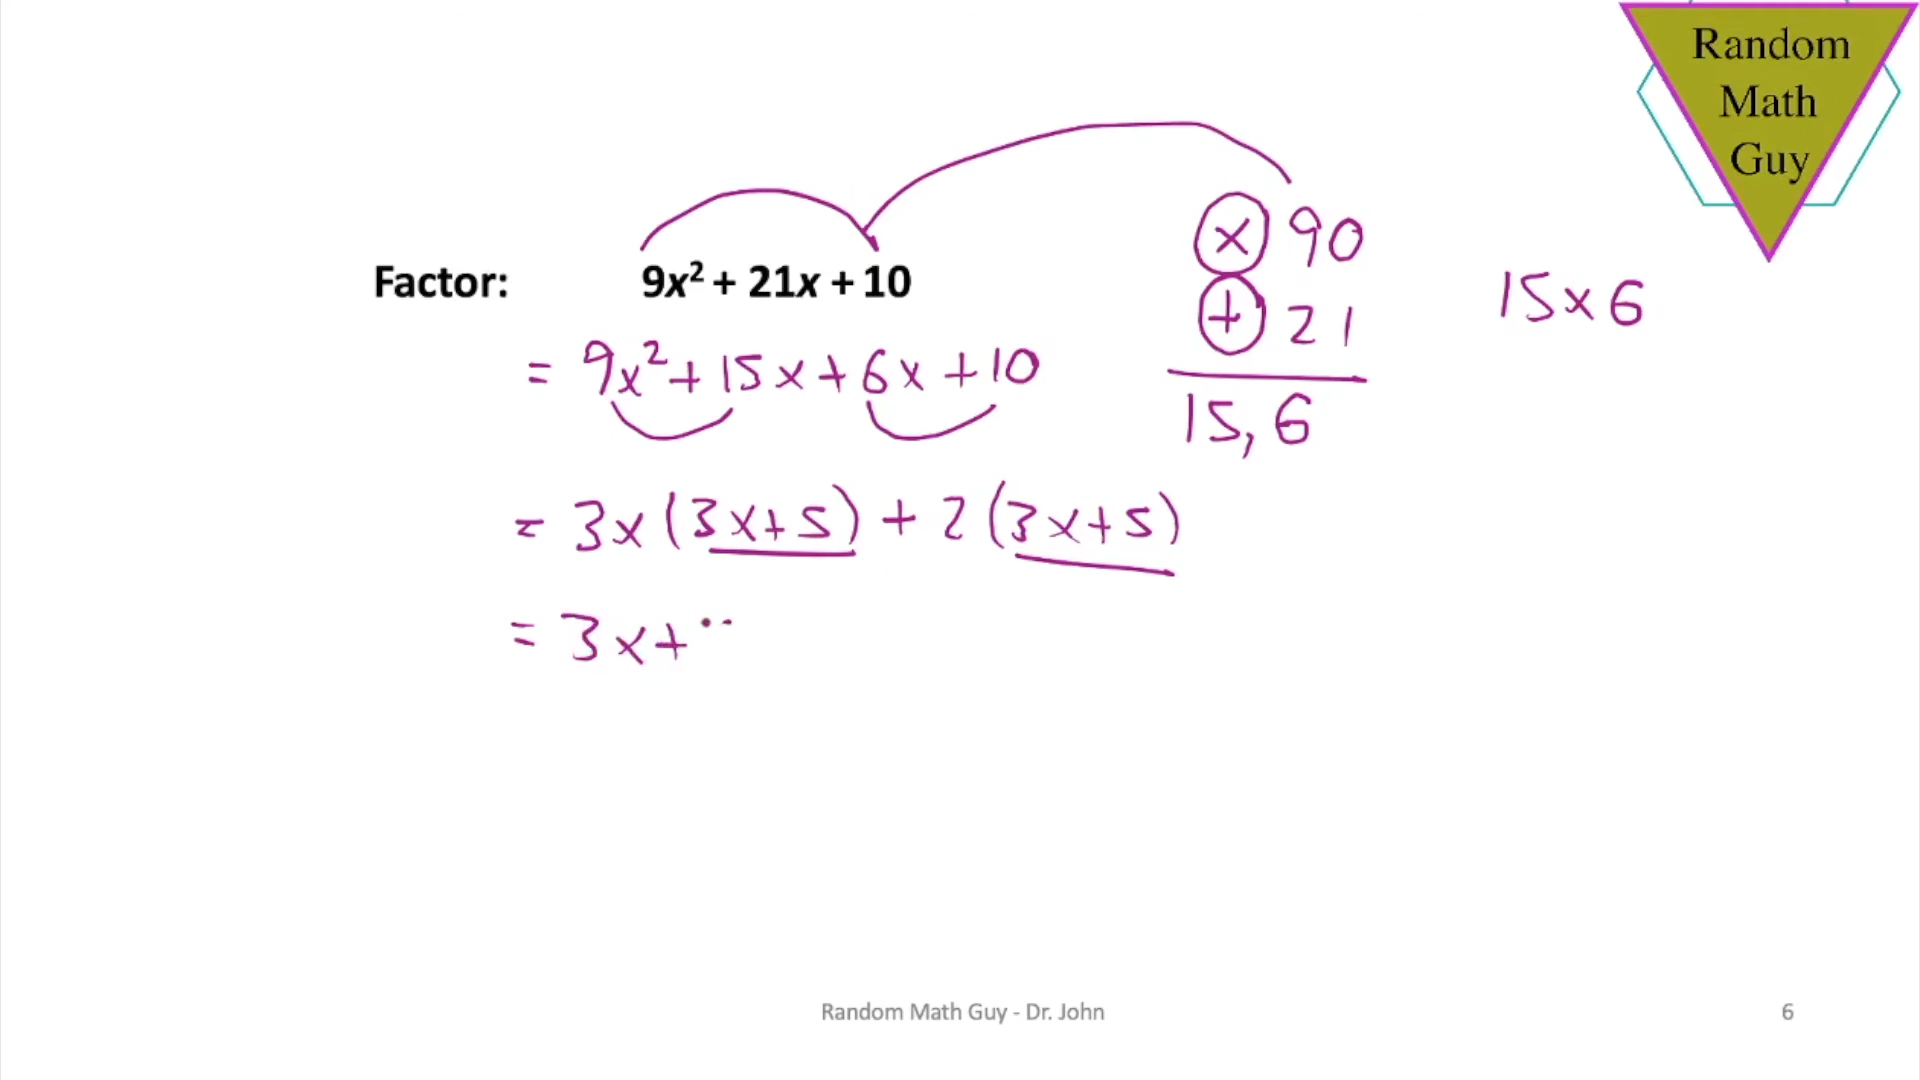 Random
Math
Guy
Factor: 9x² + 21x + 10
= 9x² + 15x + 6x + 10
= 3x (3x + 5) + 2 (3x + 5)
= 3x +
x 90
+ 21
15, 6
15 x 6
Random Math Guy - Dr. John
6